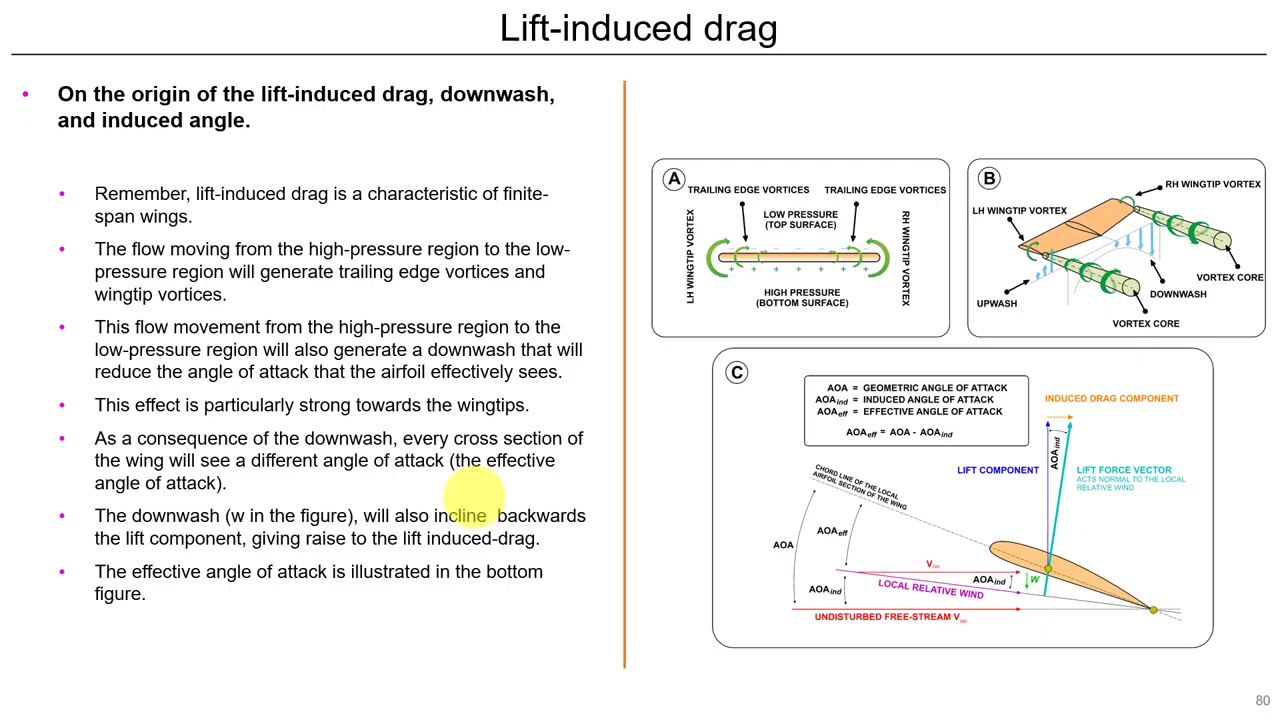 Lift-induced drag
• On the origin of the lift-induced drag, downwash,
and induced angle.
• Remember, lift-induced drag is a characteristic of finite-
span wings.
• The flow moving from the high-pressure region to the low-
pressure region will generate trailing edge vortices and
wingtip vortices.
• This flow movement from the high-pressure region to the
low-pressure region will also generate a downwash that will
reduce the angle of attack that the airfoil effectively sees.
• This effect is particularly strong towards the wingtips.
• As a consequence of the downwash, every cross section of
the wing will see a different angle of attack (the effective
angle of attack).
• The downwash (w in the figure), will also incline backwards
the lift component, giving raise to the lift induced-drag.
• The effective angle of attack is illustrated in the bottom
figure.
A
TRAILING EDGE VORTICES
TRAILING EDGE VORTICES
LH WINGTIP VORTEX
LOW PRESSURE
(TOP SURFACE)
RH WINGTIP VORTEX
HIGH PRESSURE
(BOTTOM SURFACE)
B
RH WINGTIP VORTEX
LH WINGTIP VORTEX
VORTEX CORE
DOWNWASH
UPWASH
VORTEX CORE
C
AOA = GEOMETRIC ANGLE OF ATTACK
AOAind = INDUCED ANGLE OF ATTACK
AOAeff = EFFECTIVE ANGLE OF ATTACK
AOAeff = AOA - AOAind
INDUCED DRAG COMPONENT
AOAind
LIFT COMPONENT
LIFT FORCE VECTOR
ACTS NORMAL TO THE LOCAL
RELATIVE WIND
CHORD LINE OF THE LOCAL
AIRFOIL SECTION OF THE WING
AOA
AOAeff
AOAind
V∞
AOAind
W
LOCAL RELATIVE WIND
UNDISTURBED FREE-STREAM V∞
80